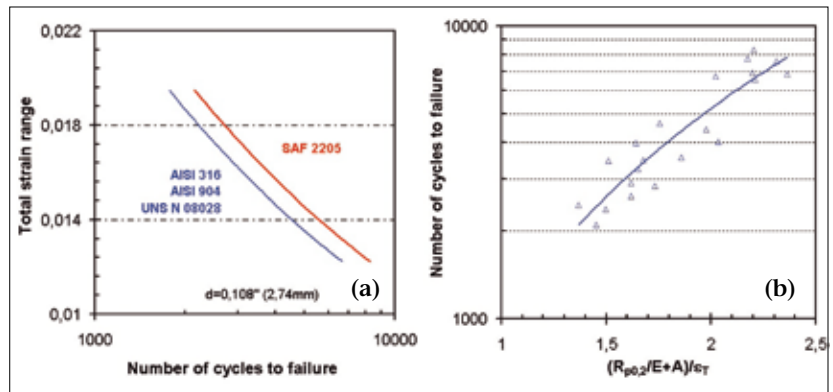 0,022
0,018
0,014
0,01
Total strain range
SAF 2205
AISI 316
AISI 904
UNS N 08028
d=0,108" (2,74mm)
(a)
1000
10000
Number of cycles to failure
10000
1000
Number of cycles to failure
(b)
1
1,5
2
2,5
(Rp0,2/E+A)/εT